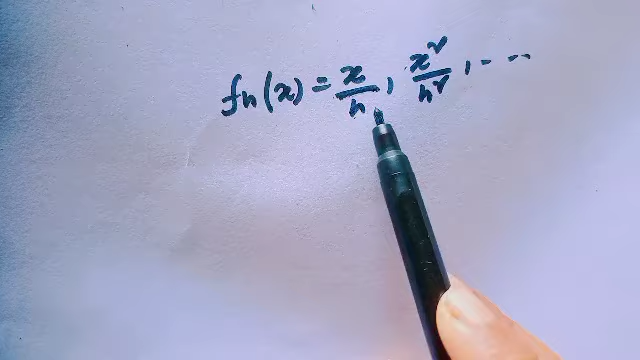 fn(x) = x/n, x²/n², ...